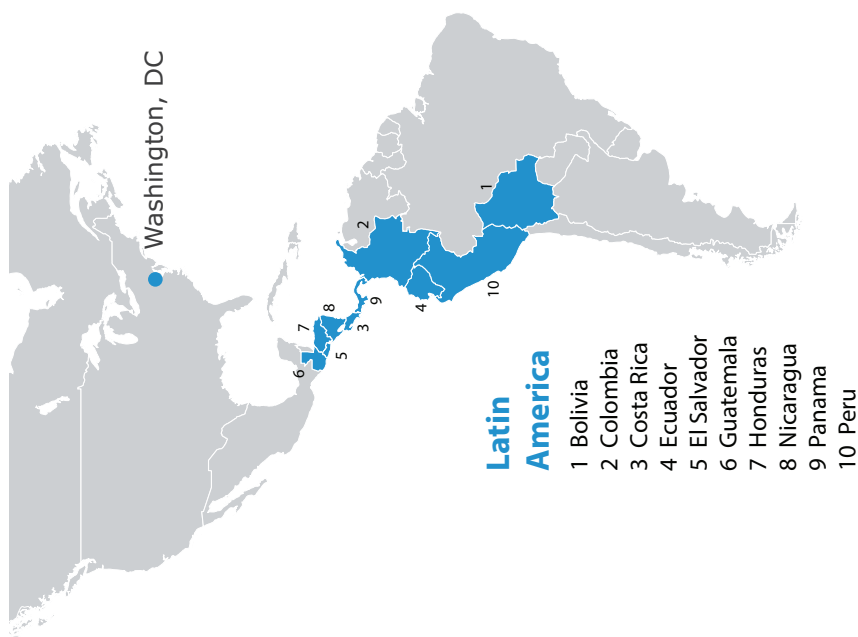 Washington, DC
1
2
7
8
9
6
5
3
4
10
Latin
America
1 Bolivia
2 Colombia
3 Costa Rica
4 Ecuador
5 El Salvador
6 Guatemala
7 Honduras
8 Nicaragua
9 Panama
10 Peru